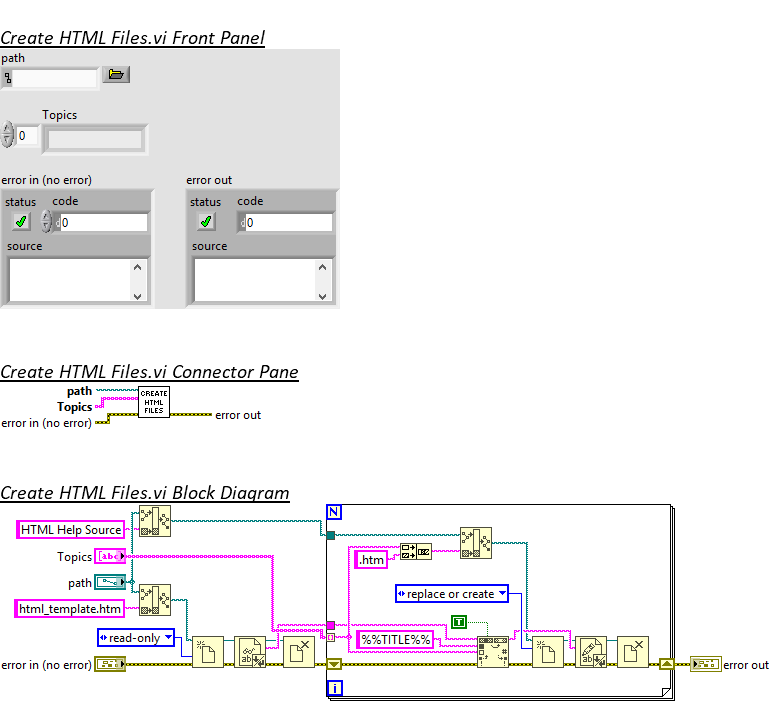 Create HTML Files.vi Front Panel
path
Topics
0
error in (no error)
error out
status code
0
status code
0
source
source
Create HTML Files.vi Connector Pane
path
Topics
error in (no error)
CREATE
HTML
FILES
error out
Create HTML Files.vi Block Diagram
N
HTML Help Source
Topics
abc
path
html_template.htm
read-only
error in (no error)
.htm
replace or create
T
%%TITLE%%
ab
ab
#
i
error out